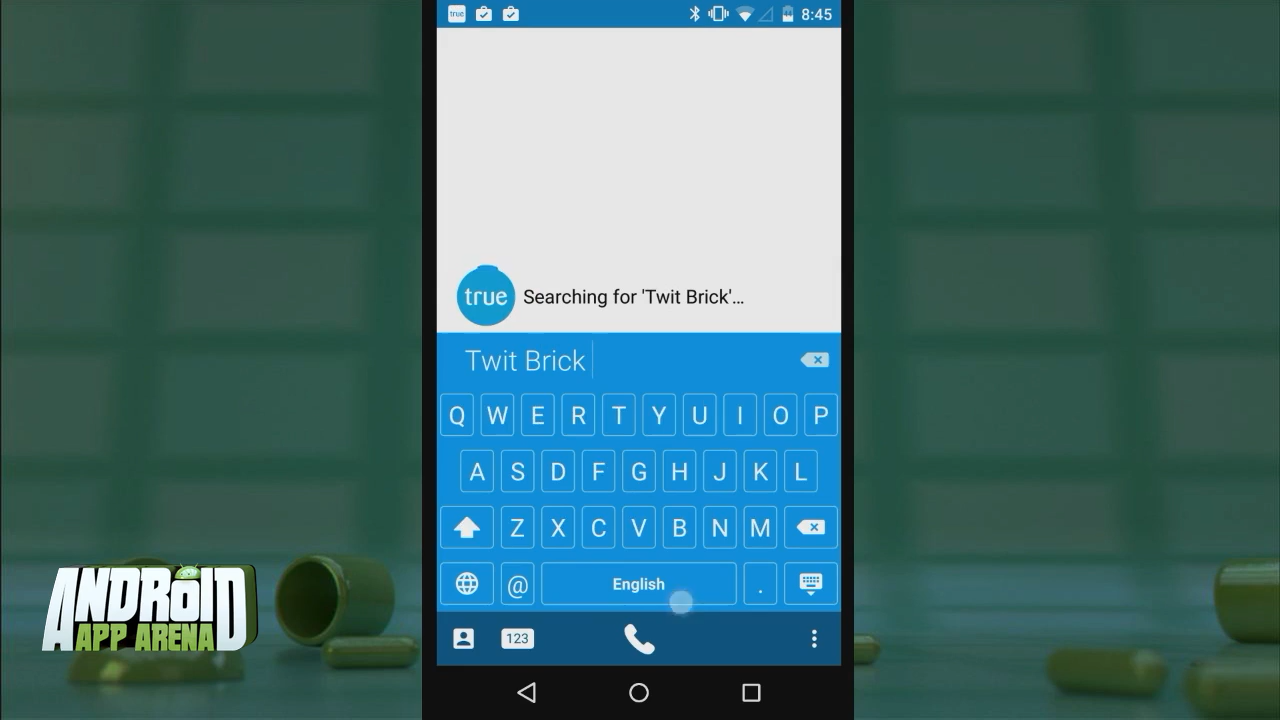 true 8:45
true Searching for 'Twit Brick'...
Twit Brick
Q W E R T Y U I O P
A S D F G H J K L
Z X C V B N M
@ English .
123
ANDROID
APP ARENA